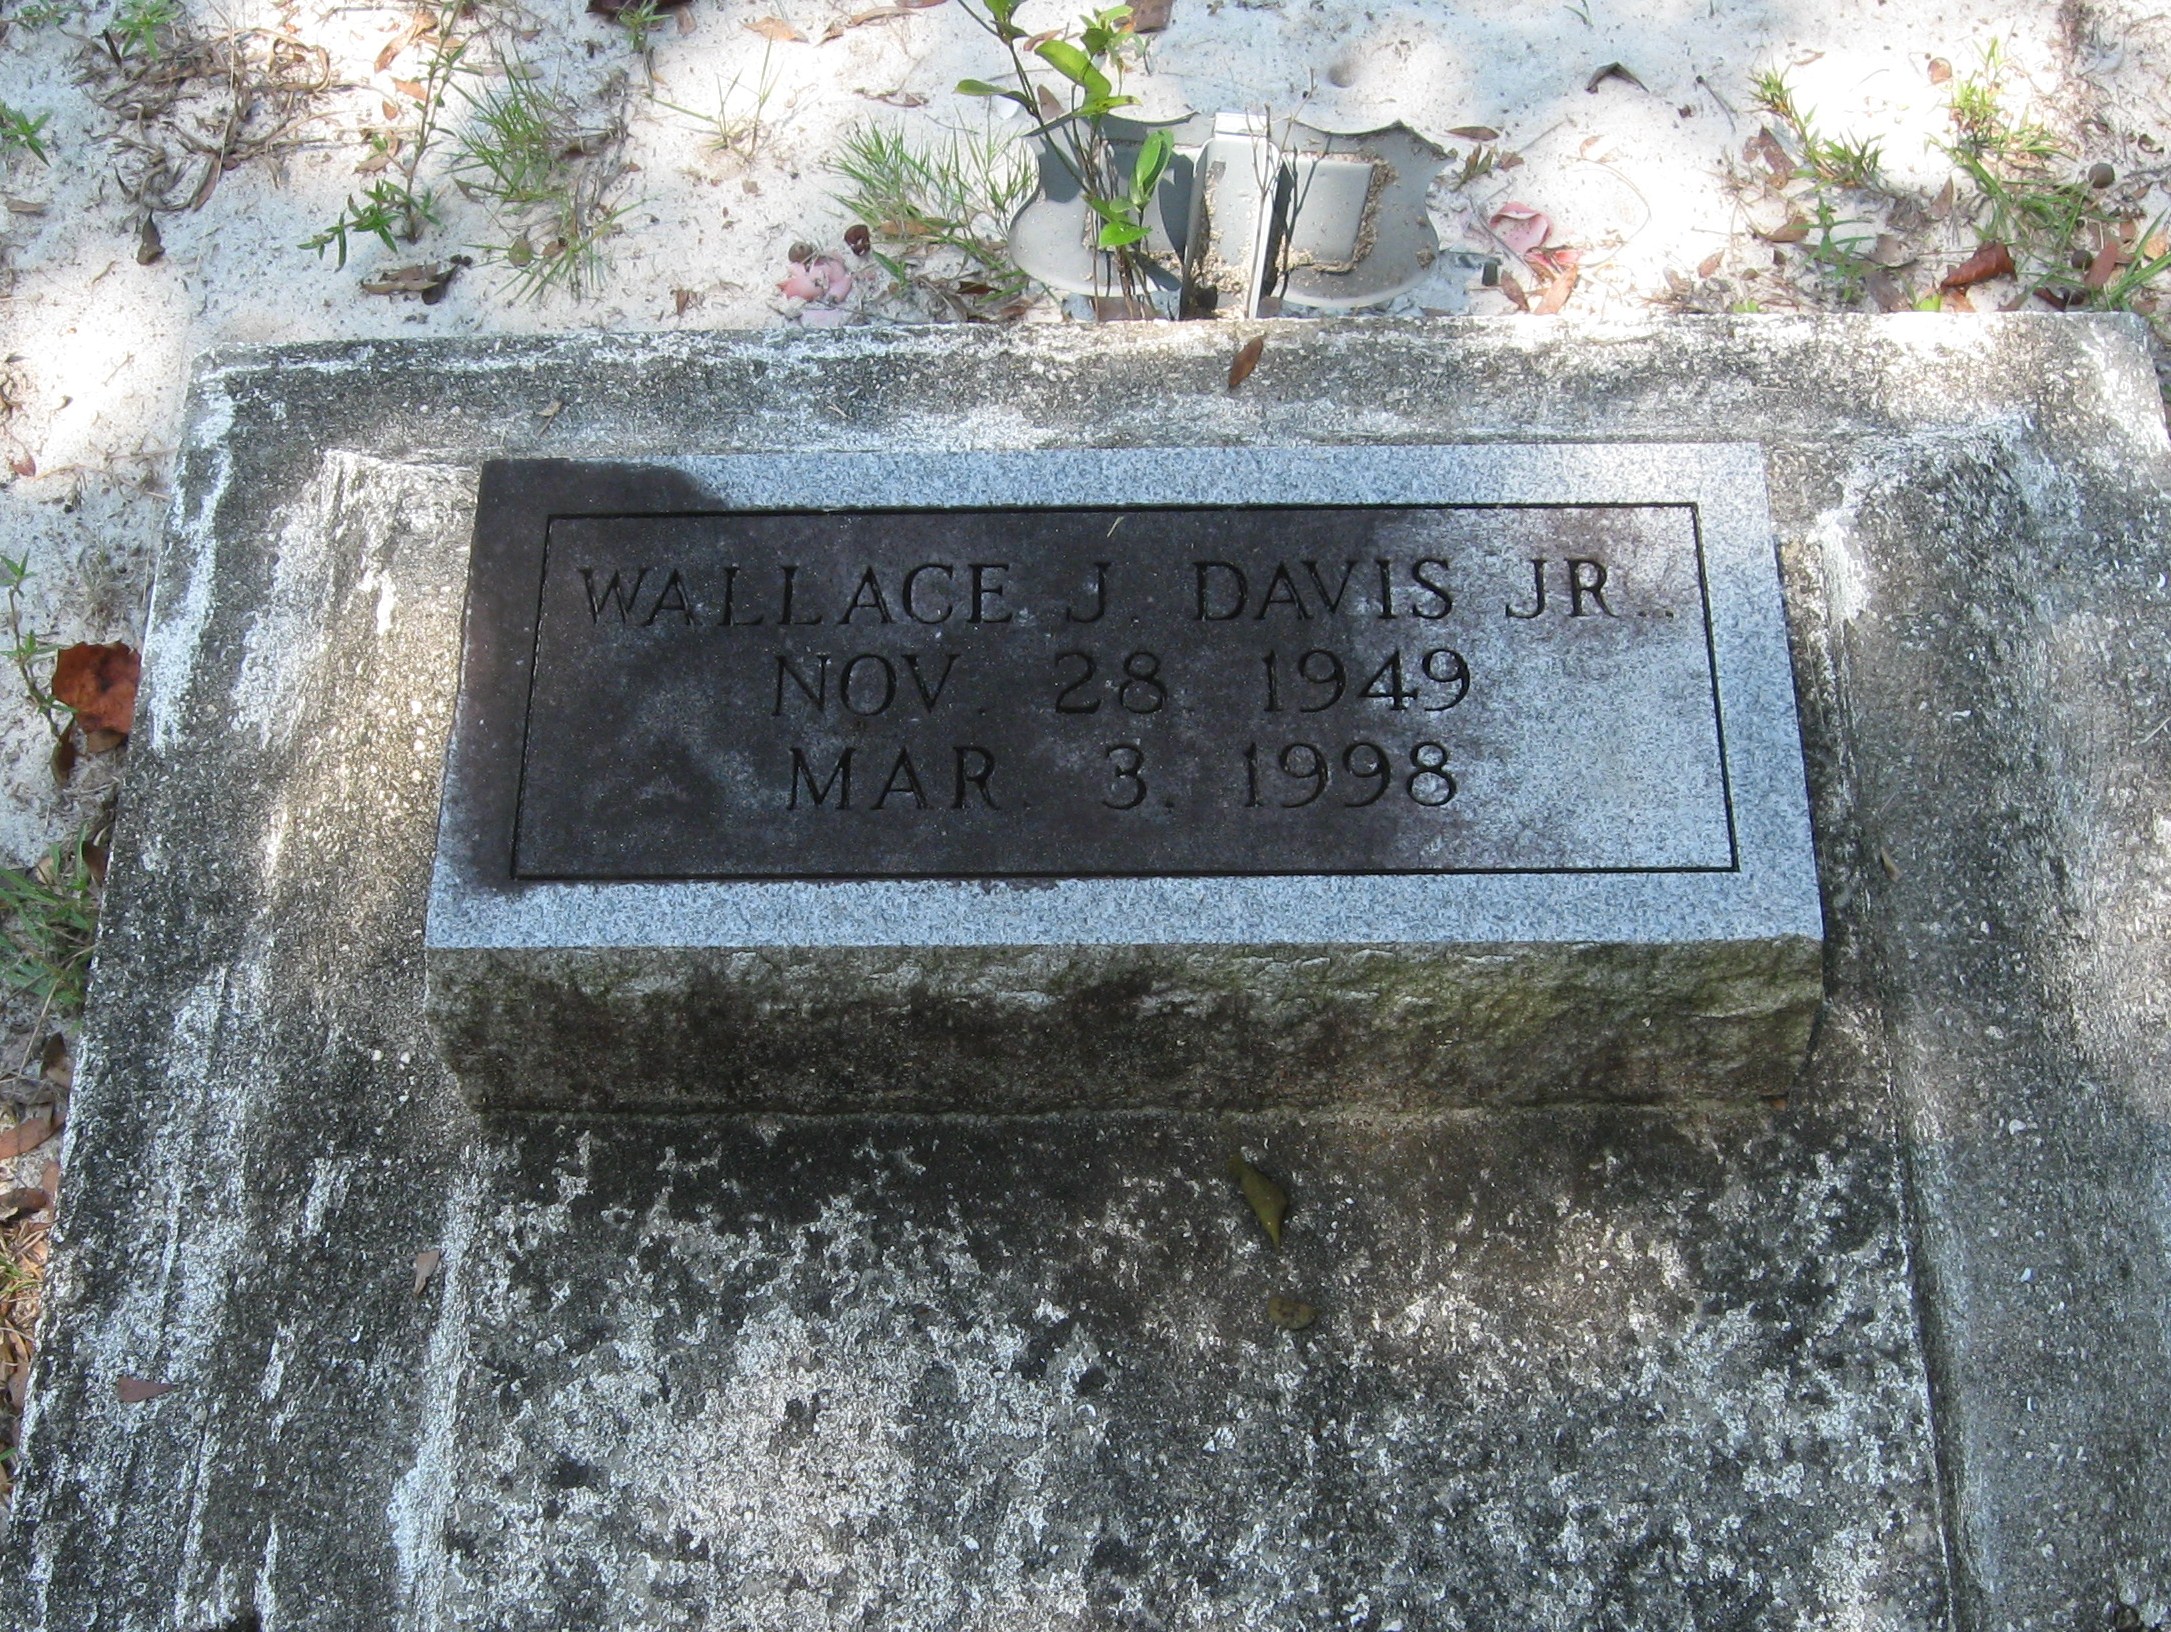 WALLACE J. DAVIS JR..
NOV. 28. 1949
MAR. 3. 1998